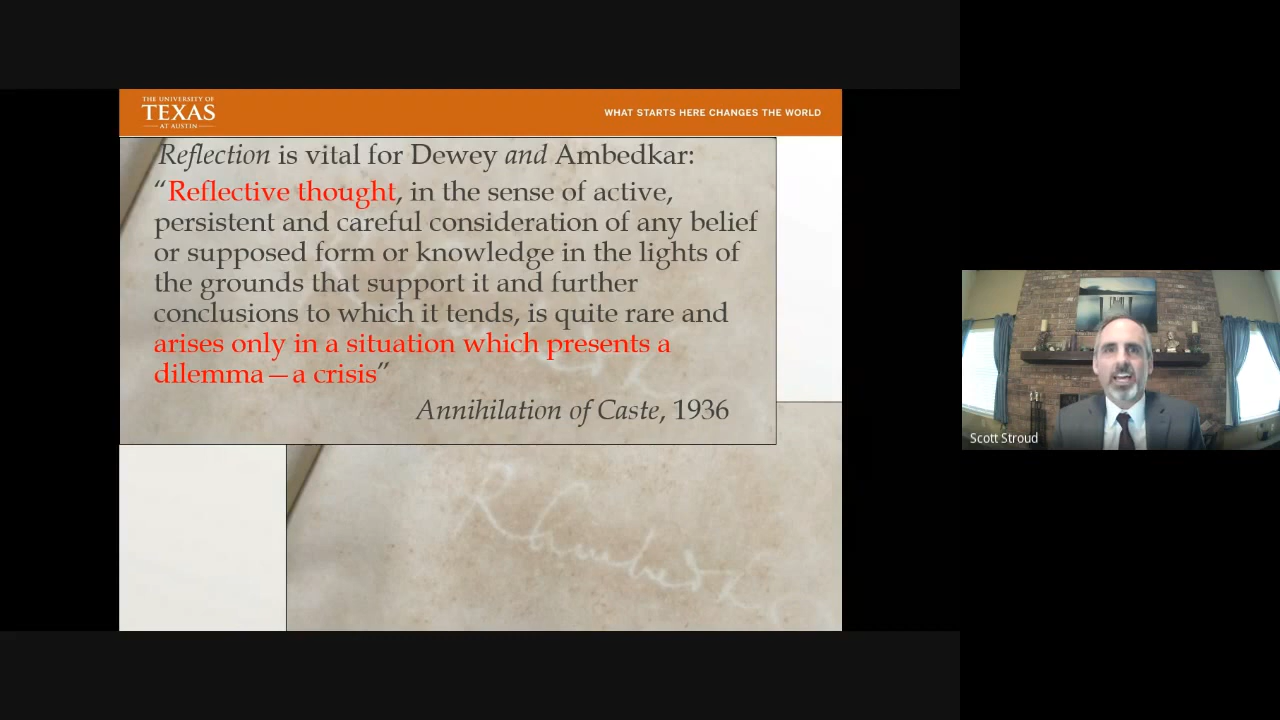 THE UNIVERSITY OF
TEXAS
AT AUSTIN
WHAT STARTS HERE CHANGES THE WORLD
Reflection is vital for Dewey and Ambedkar:
“Reflective thought, in the sense of active,
persistent and careful consideration of any belief
or supposed form or knowledge in the lights of
the grounds that support it and further
conclusions to which it tends, is quite rare and
arises only in a situation which presents a
dilemma — a crisis”
Annihilation of Caste, 1936
Scott Stroud